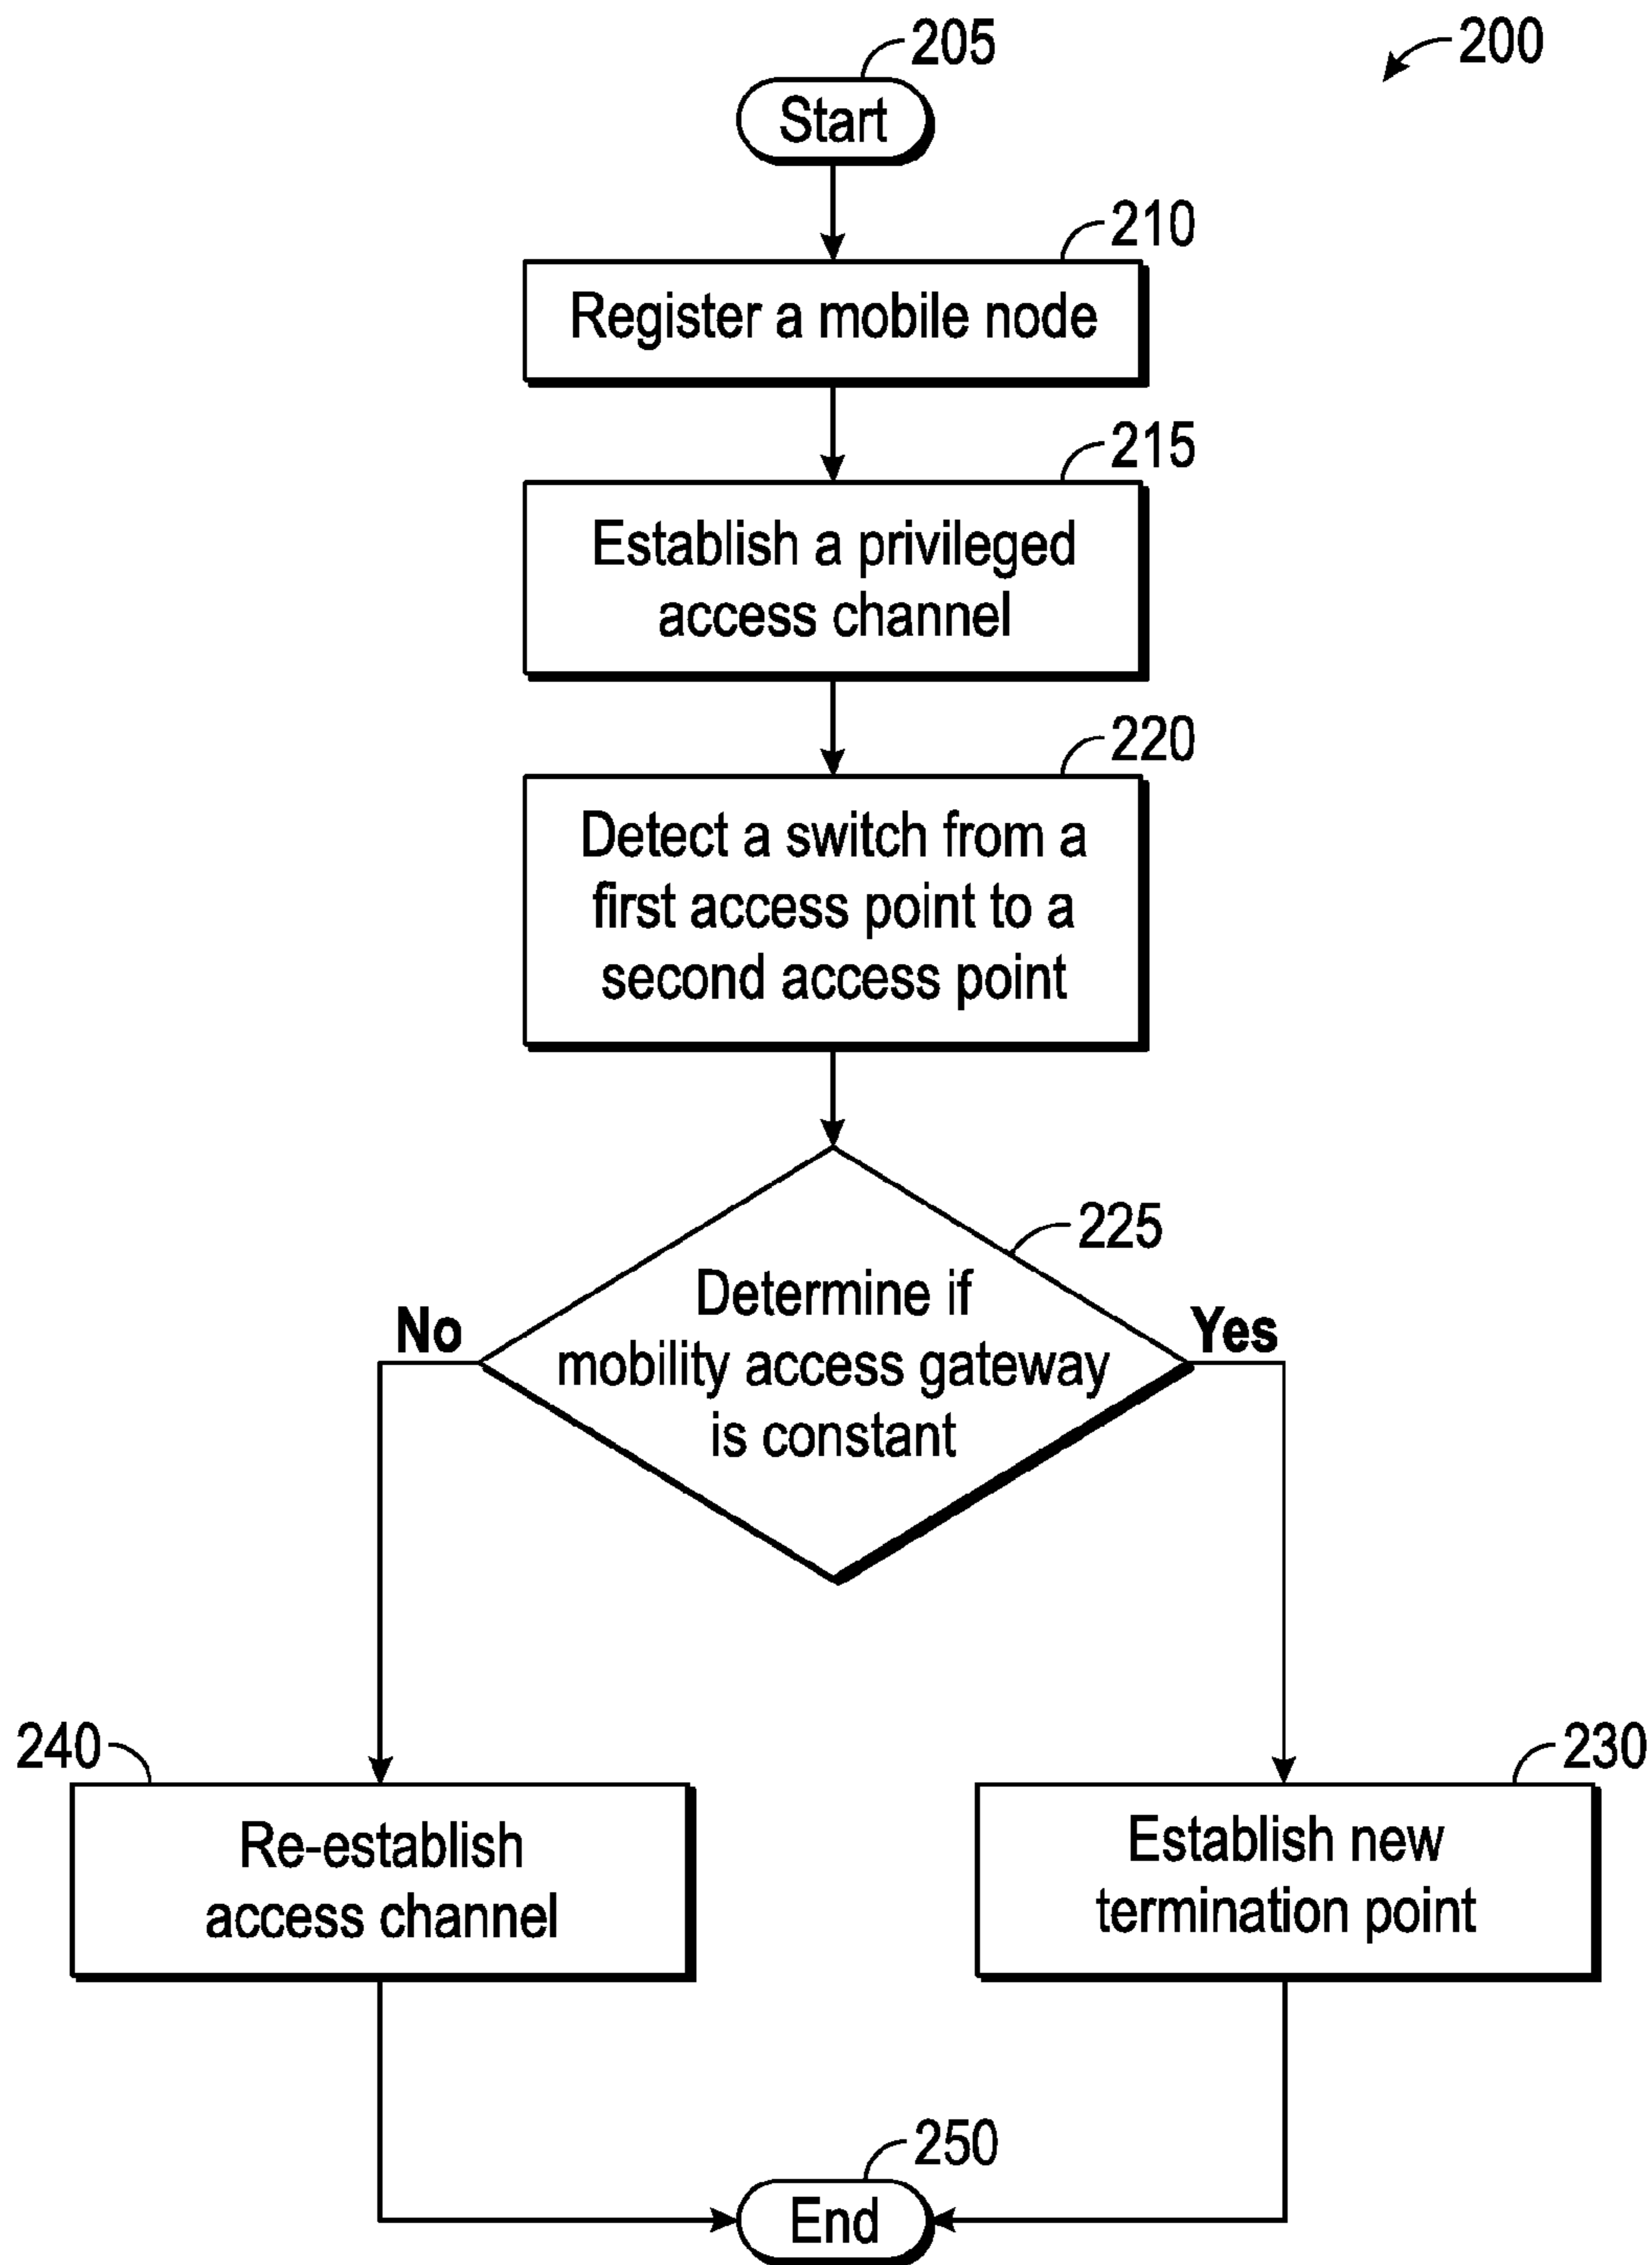 205
200
Start
210
Register a mobile node
215
Establish a privileged
access channel
220
Detect a switch from a
first access point to a
second access point
225
Determine if
mobility access gateway
is constant
No
Yes
240
230
Re-establish
access channel
Establish new
termination point
250
End